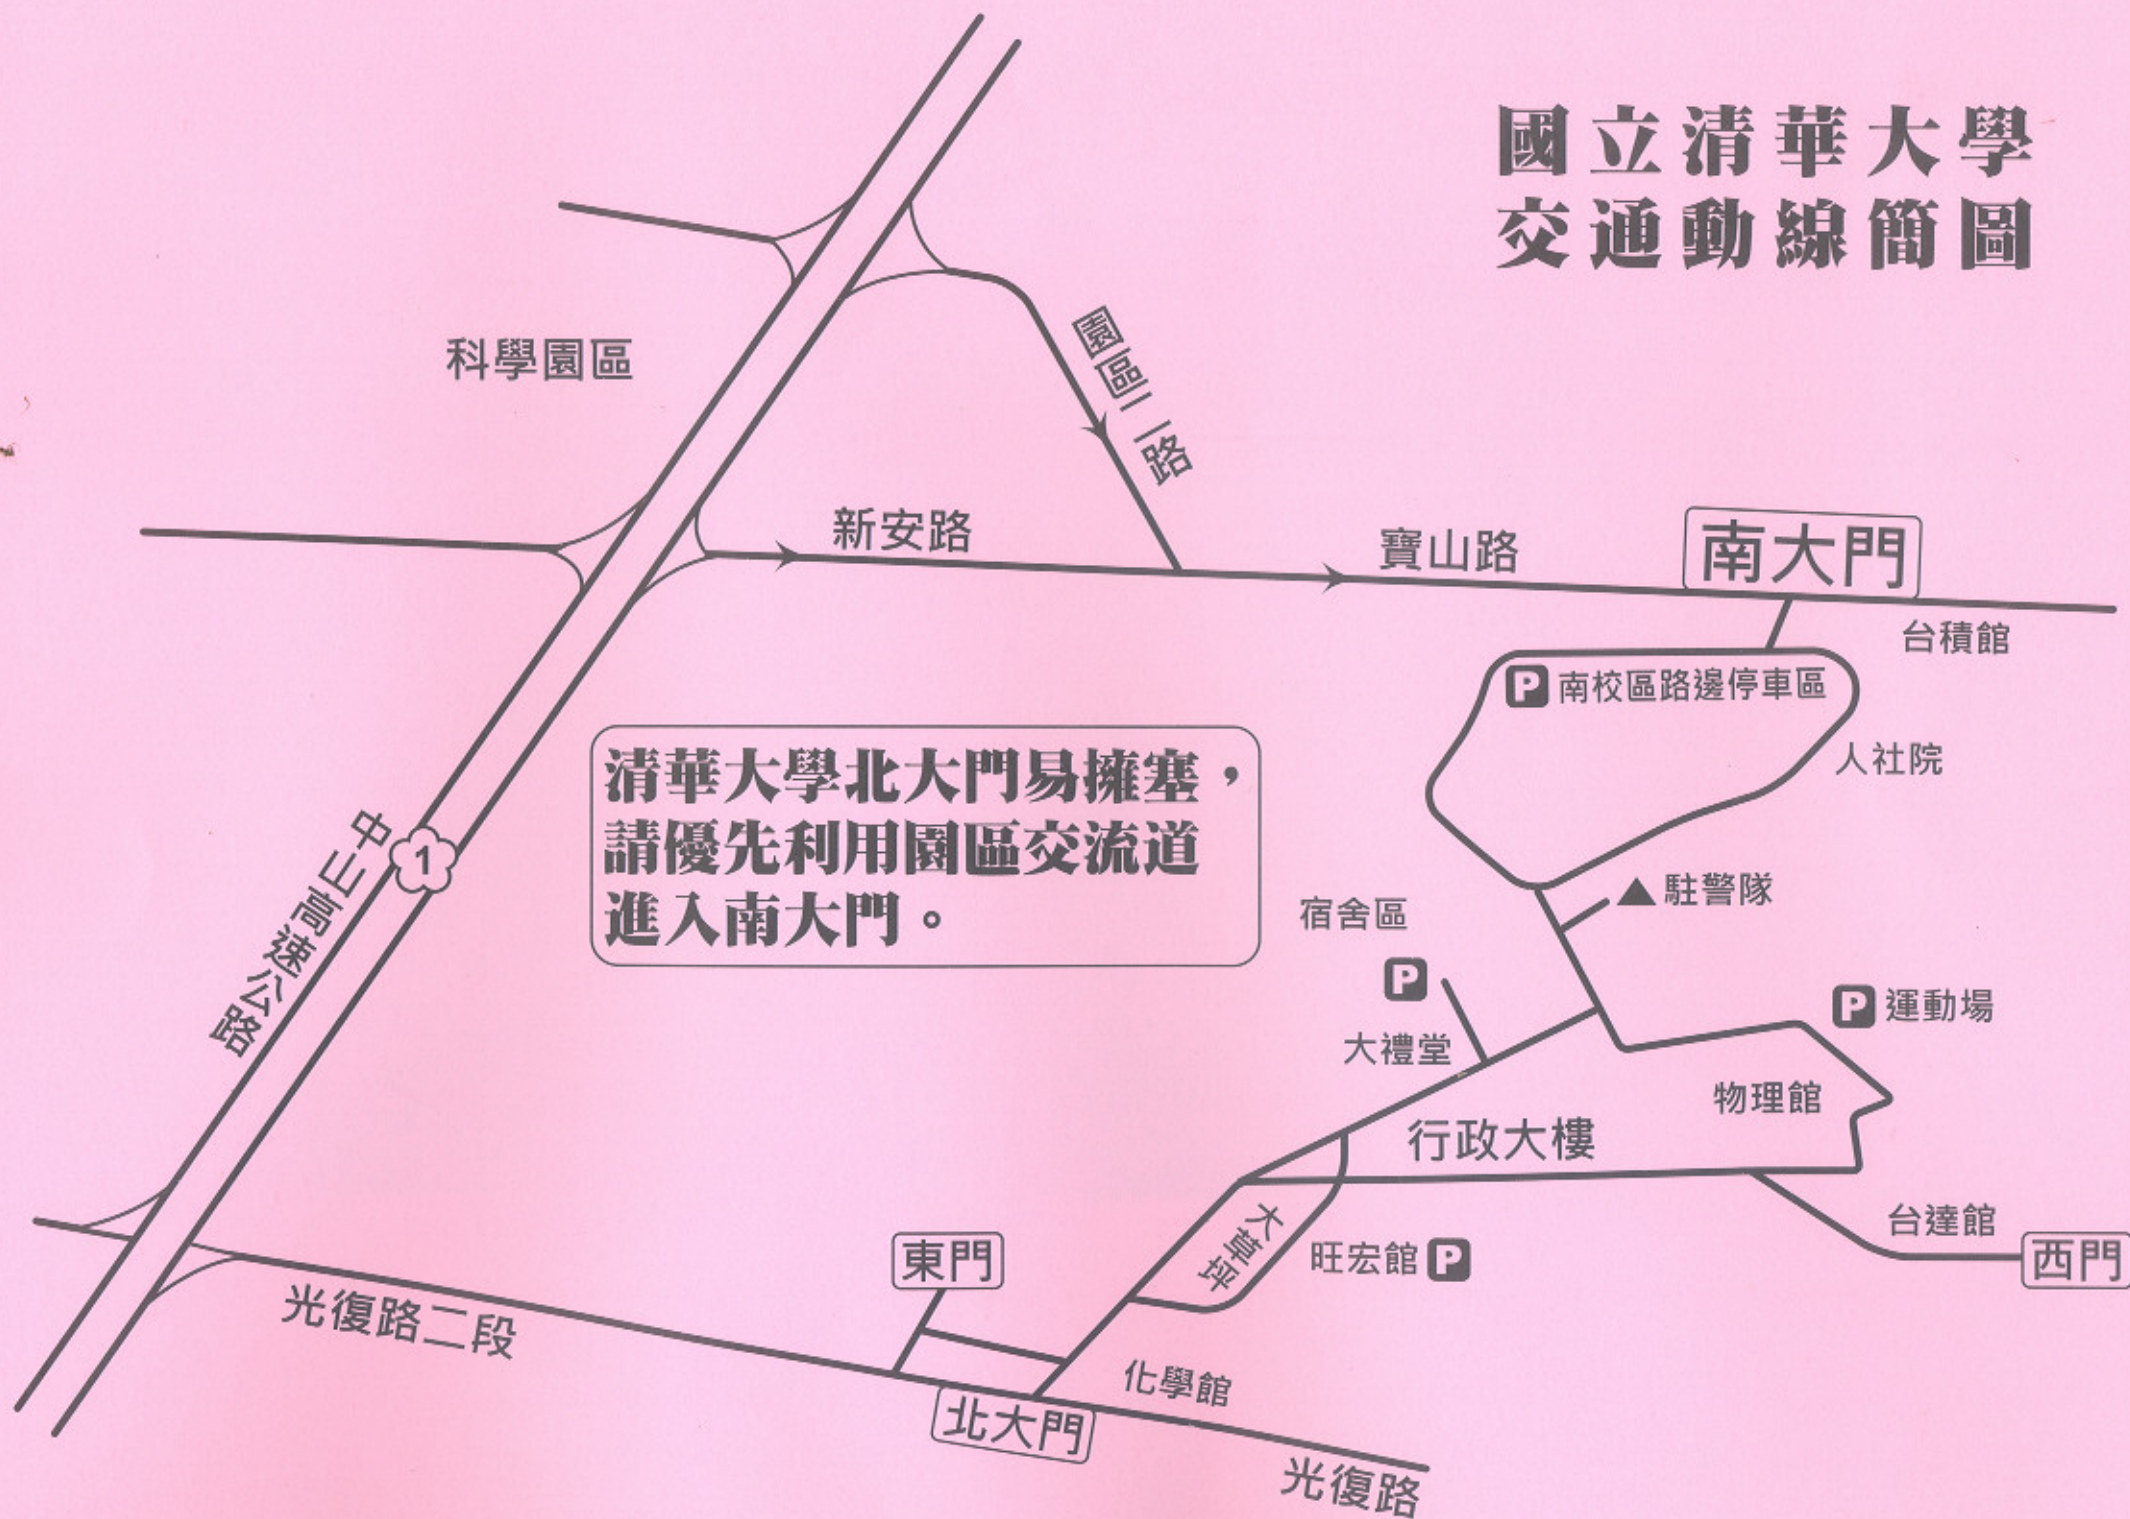 國立清華大學
交通動線簡圖
園區二路
科學園區
新安路
寶山路
南大門
台積館
P 南校區路邊停車區
人社院
清華大學北大門易擁塞，
請優先利用園區交流道
進入南大門。
中山高速公路
1
宿舍區
▲駐警隊
P
P 運動場
大禮堂
物理館
行政大樓
大草坪
台達館
西門
東門
旺宏館 P
光復路二段
化學館
北大門
光復路